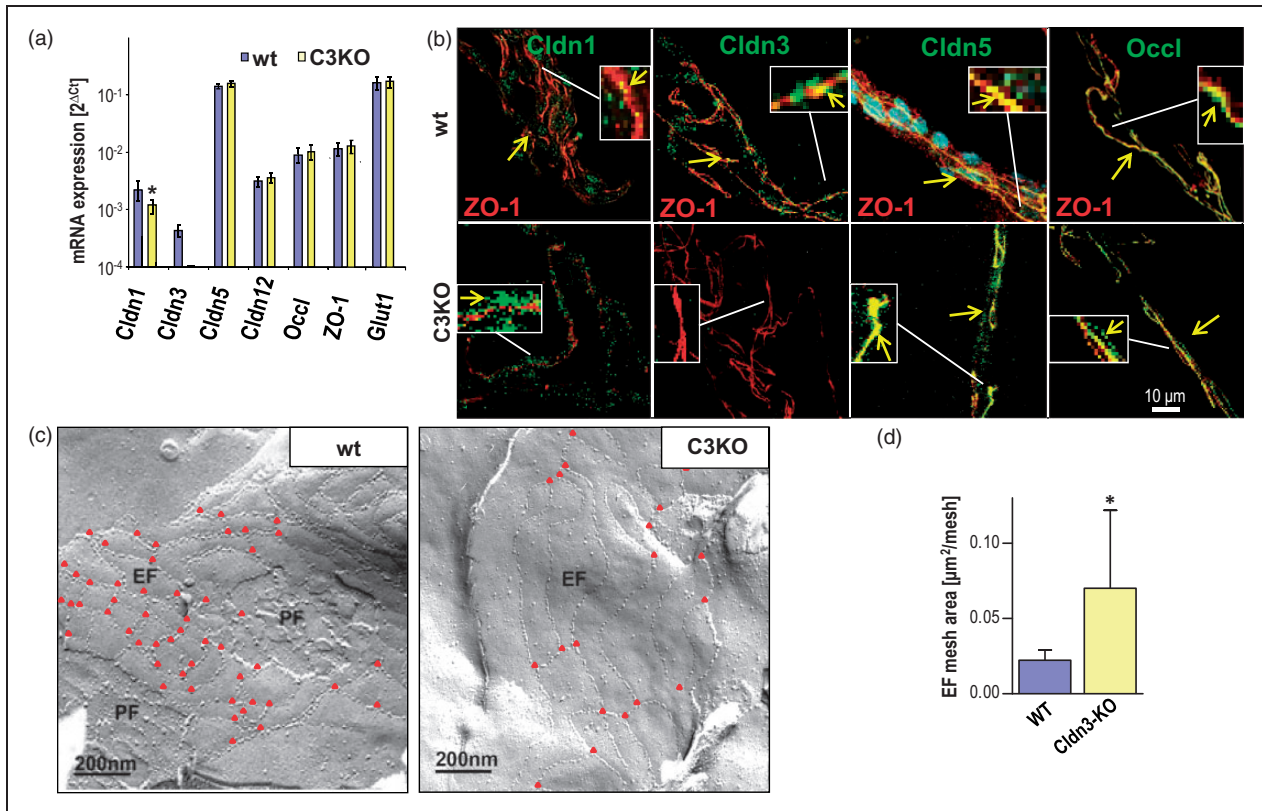 (a)
wt C3KO
mRNA expression [2ΔCt]
10-1
10-2
10-3
10-4
*
Cldn1 Cldn3 Cldn5 Cldn12 Occl ZO-1 Glut1
(b)
Cldn1 Cldn3 Cldn5 Occl
wt
ZO-1 ZO-1 ZO-1 ZO-1
C3KO
10 µm
(c)
wt
EF
PF
PF
200nm
C3KO
EF
200nm
(d)
EF mesh area [µm2/mesh]
0.10
0.05
0.00
*
WT Cldn3-KO